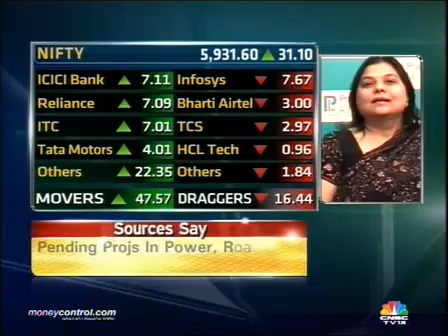 NIFTY 5,931.60 31.10
ICICI Bank 7.11 Infosys 7.67
Reliance 7.09 Bharti Airtel 3.00
ITC 7.01 TCS 2.97
Tata Motors 4.01 HCL Tech 0.96
Others 22.35 Others 1.84
MOVERS 47.57 DRAGGERS 16.44
Sources Say
Pending Projs In Power, Roa
moneycontrol.com
CNBC
TV18